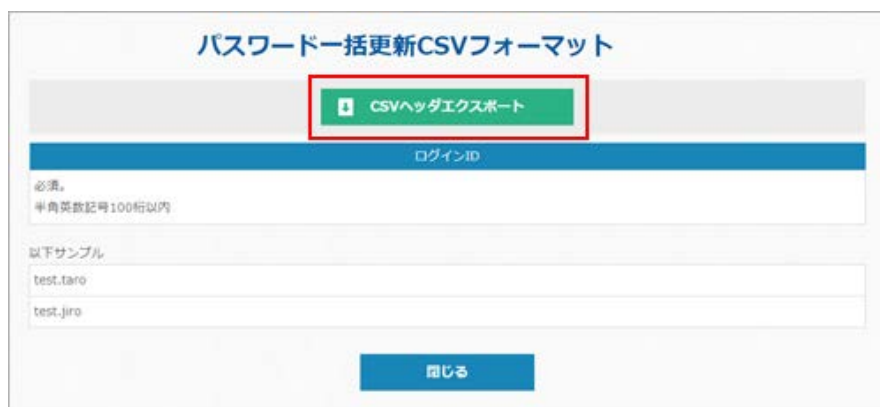 パスワード一括更新CSVフォーマット
CSVヘッダエクスポート
ログインID
必須。
半角英数記号100桁以内
以下サンプル
test.taro
test.jiro
閉じる